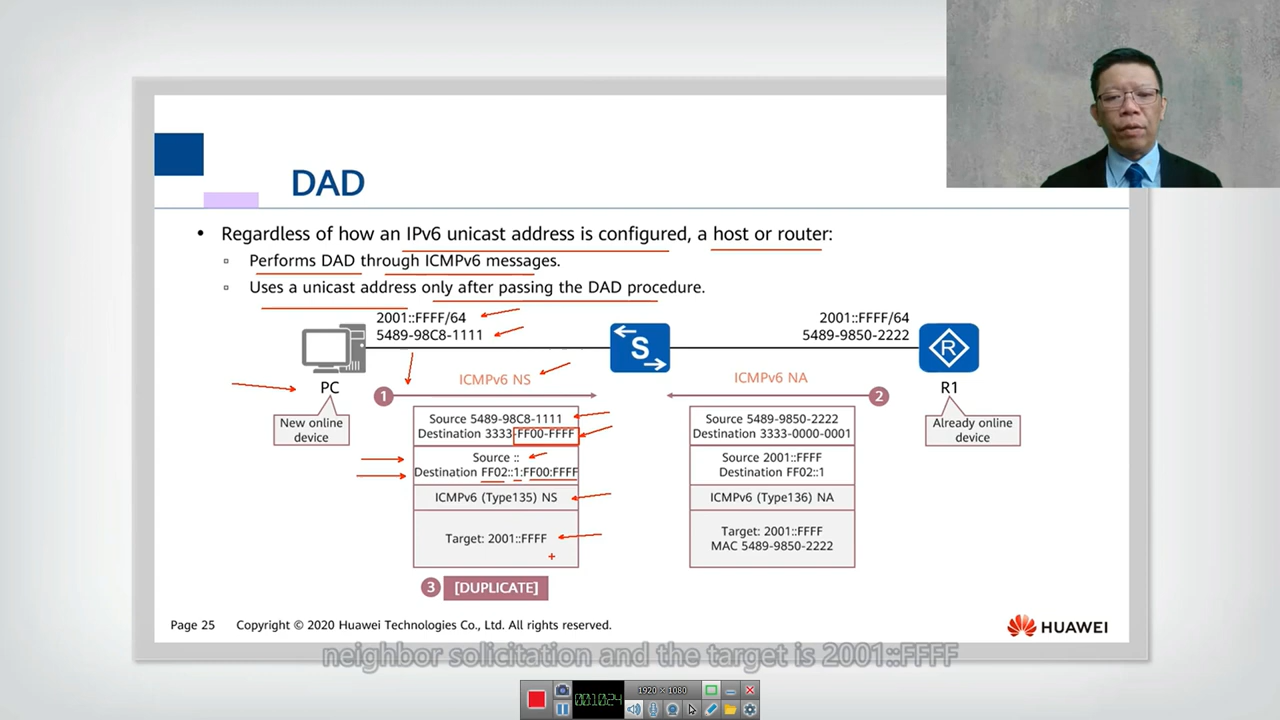 DAD
• Regardless of how an IPv6 unicast address is configured, a host or router:
▫ Performs DAD through ICMPv6 messages.
▫ Uses a unicast address only after passing the DAD procedure.
2001::FFFF/64
5489-98C8-1111
2001::FFFF/64
5489-9850-2222
S
R
PC
R1
New online
device
Already online
device
ICMPv6 NS
ICMPv6 NA
1
2
Source 5489-98C8-1111
Destination 3333-FF00-FFFF
Source ::
Destination FF02::1:FF00:FFFF
ICMPv6 (Type135) NS
Target: 2001::FFFF
Source 5489-9850-2222
Destination 3333-0000-0001
Source 2001::FFFF
Destination FF02::1
ICMPv6 (Type136) NA
Target: 2001::FFFF
MAC 5489-9850-2222
3 [DUPLICATE]
Page 25 Copyright © 2020 Huawei Technologies Co., Ltd. All rights reserved.
HUAWEI
neighbor solicitation and the target is 2001::FFFF
1920 × 1080